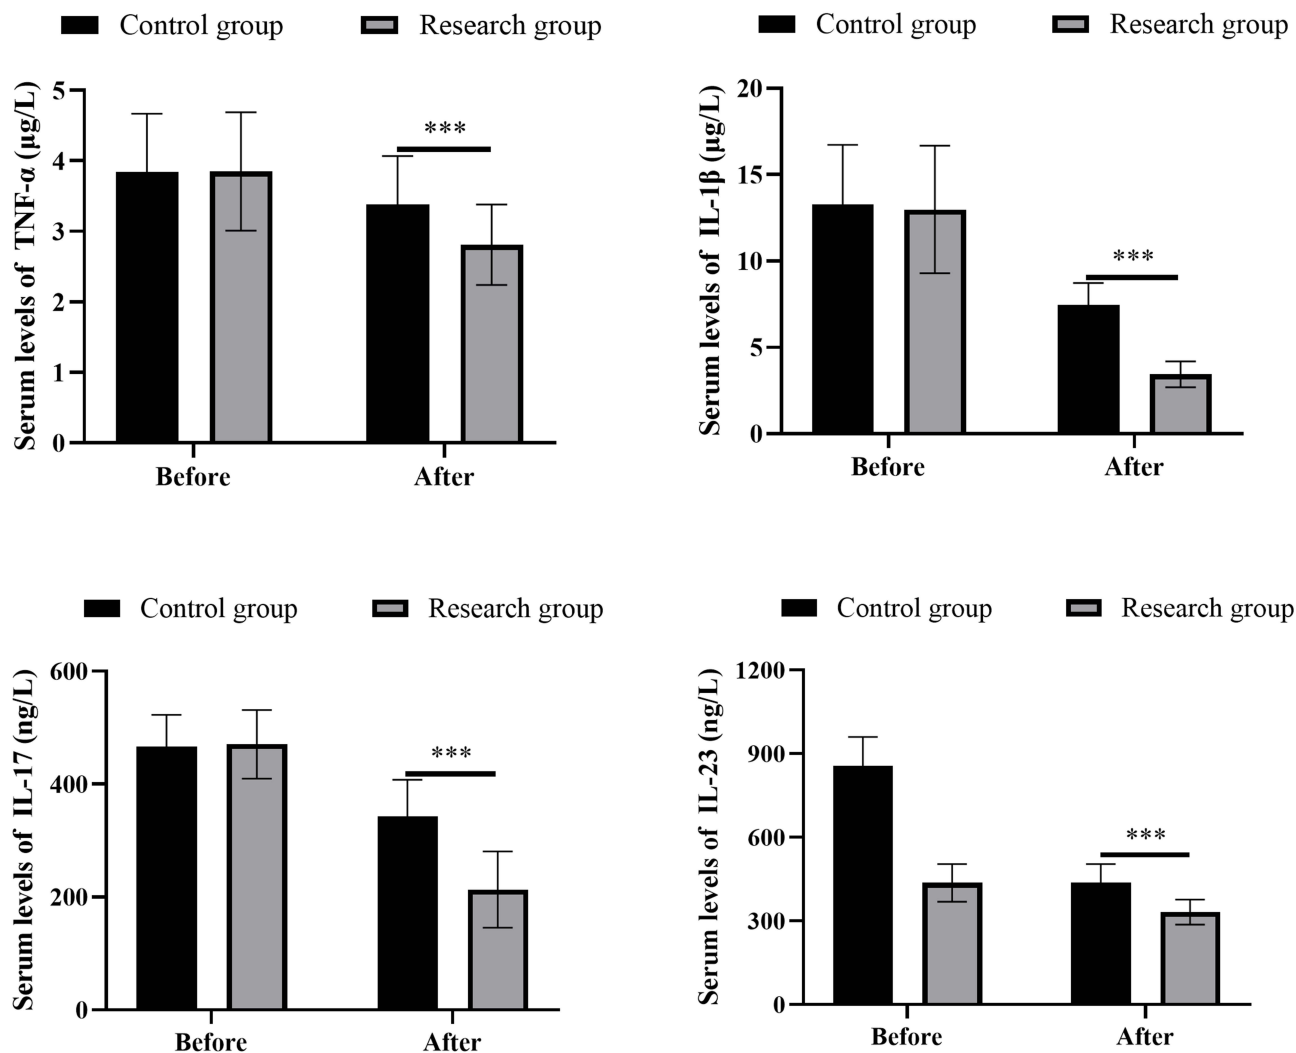 Control group Research group
Serum levels of TNF-α (μg/L)
5
4
3
2
1
0
***
Before After
Control group Research group
Serum levels of IL-1β (μg/L)
20
15
10
5
0
***
Before After
Control group Research group
Serum levels of IL-17 (ng/L)
600
400
200
0
***
Before After
Control group Research group
Serum levels of IL-23 (ng/L)
1200
900
600
300
0
***
Before After